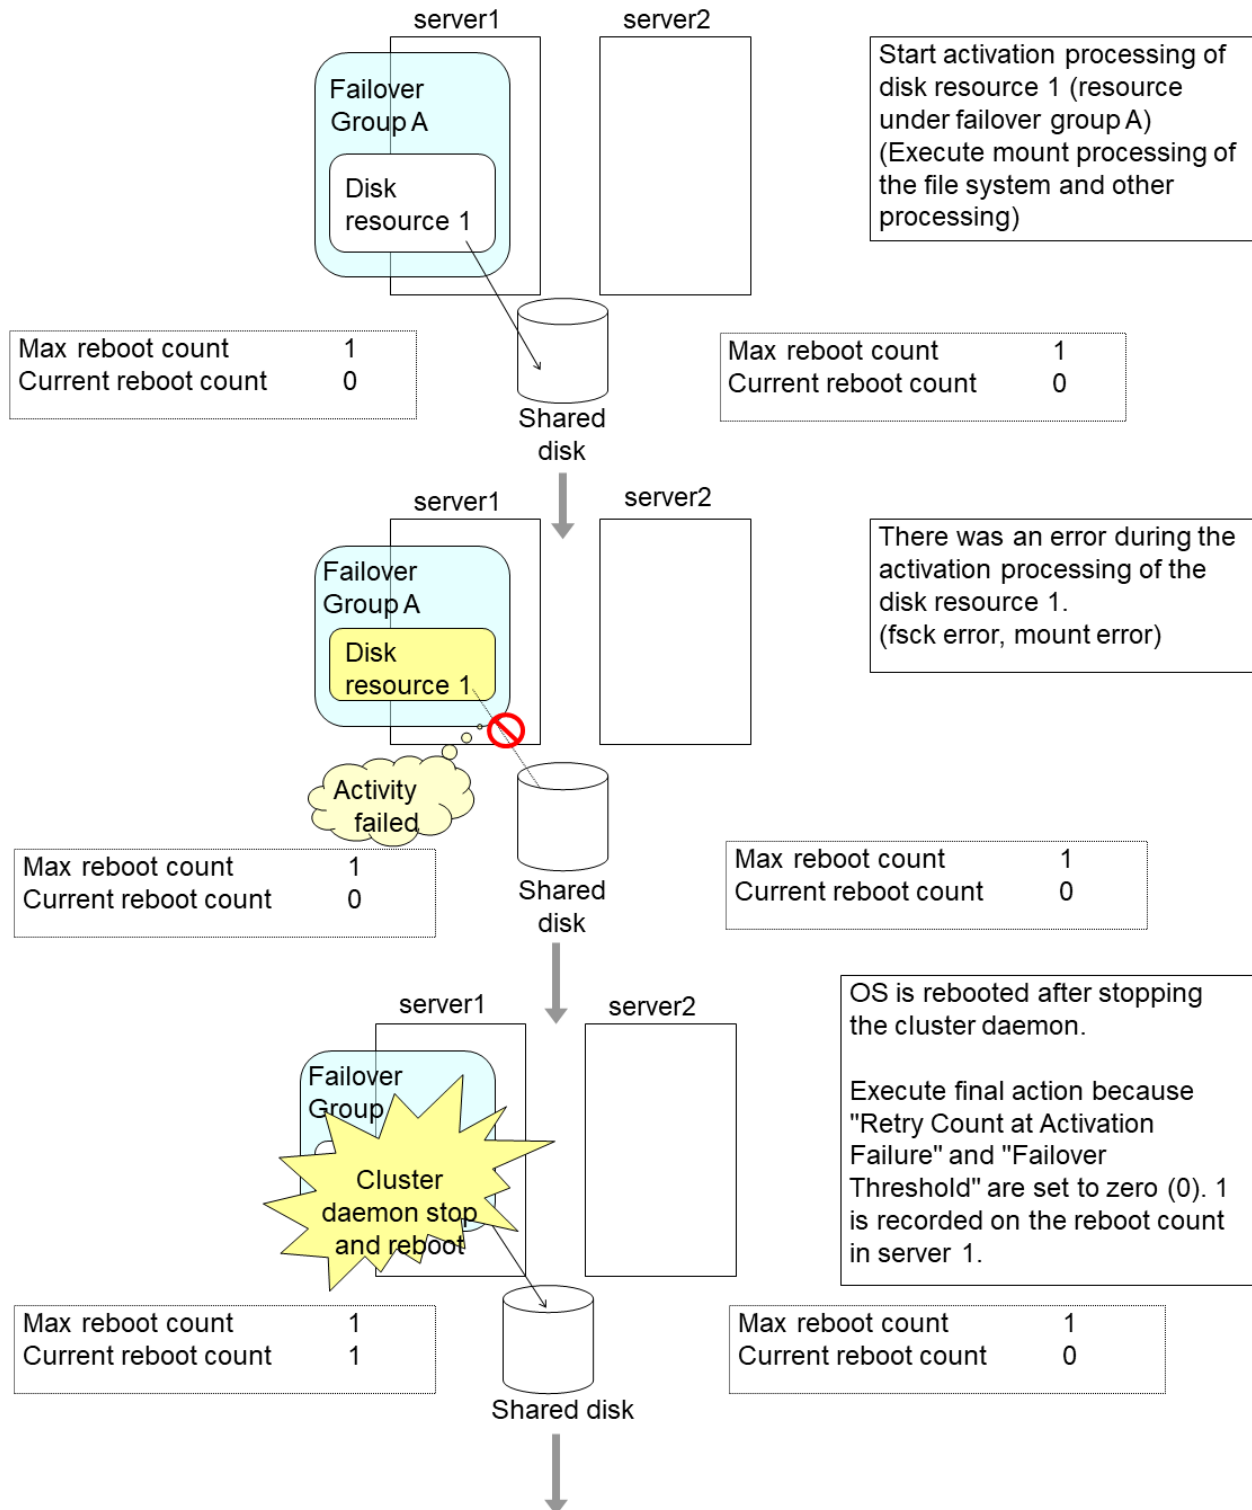 server1
server2
Failover
Group A
Disk
resource 1
Start activation processing of
disk resource 1 (resource
under failover group A)
(Execute mount processing of
the file system and other
processing)
Max reboot count 1
Current reboot count 0
Max reboot count 1
Current reboot count 0
Shared
disk
server1
server2
Failover
Group A
Disk
resource 1
Activity
failed
There was an error during the
activation processing of the
disk resource 1.
(fsck error, mount error)
Max reboot count 1
Current reboot count 0
Max reboot count 1
Current reboot count 0
Shared
disk
server1
server2
Failover
Group
Cluster
daemon stop
and reboot
OS is rebooted after stopping
the cluster daemon.
Execute final action because
"Retry Count at Activation
Failure" and "Failover
Threshold" are set to zero (0). 1
is recorded on the reboot count
in server 1.
Max reboot count 1
Current reboot count 1
Max reboot count 1
Current reboot count 0
Shared disk